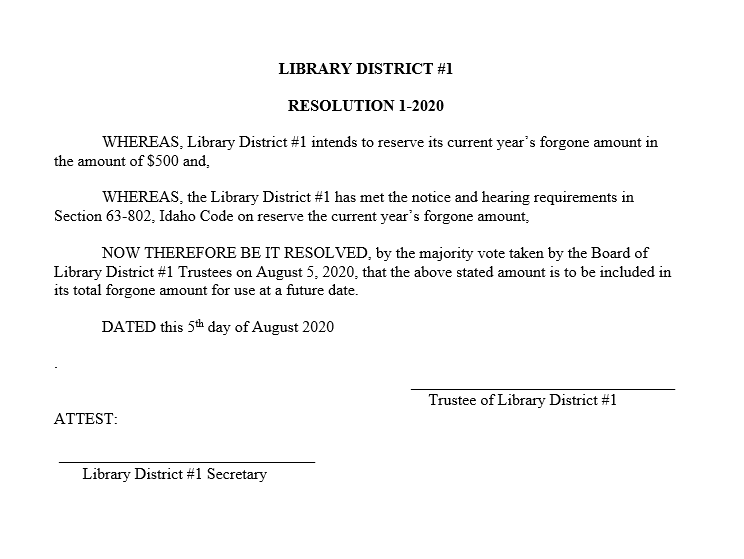 LIBRARY DISTRICT #1
RESOLUTION 1-2020
WHEREAS, Library District #1 intends to reserve its current year’s forgone amount in
the amount of $500 and,
WHEREAS, the Library District #1 has met the notice and hearing requirements in
Section 63-802, Idaho Code on reserve the current year’s forgone amount,
NOW THEREFORE BE IT RESOLVED, by the majority vote taken by the Board of
Library District #1 Trustees on August 5, 2020, that the above stated amount is to be included in
its total forgone amount for use at a future date.
DATED this 5th day of August 2020
.
Trustee of Library District #1
ATTEST:
Library District #1 Secretary